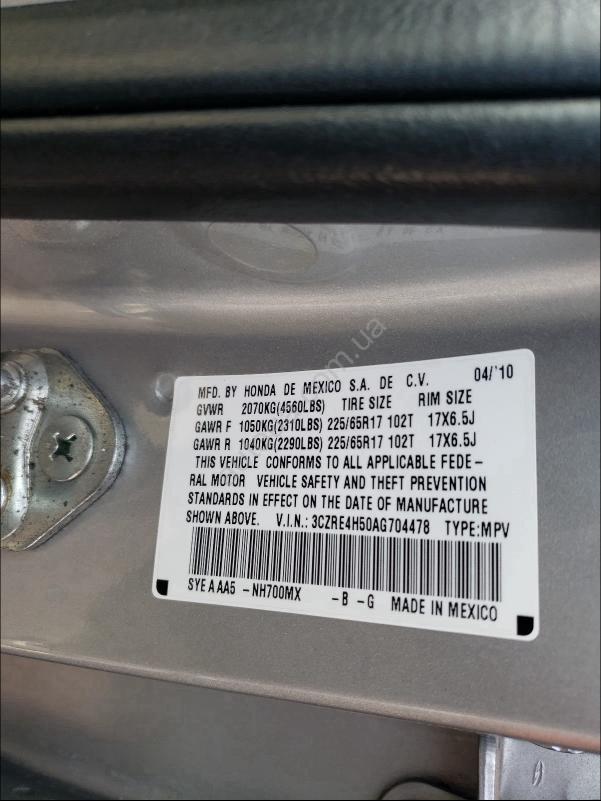 MFD. BY HONDA DE MEXICO S.A. DE C.V. 04/'10
GVWR 2070KG(4560LBS) TIRE SIZE RIM SIZE
GAWR F 1050KG(2310LBS) 225/65R17 102T 17X6.5J
GAWR R 1040KG(2290LBS) 225/65R17 102T 17X6.5J
THIS VEHICLE CONFORMS TO ALL APPLICABLE FEDE-
RAL MOTOR VEHICLE SAFETY AND THEFT PREVENTION
STANDARDS IN EFFECT ON THE DATE OF MANUFACTURE
SHOWN ABOVE. V.I.N.: 3CZRE4H50AG704478 TYPE:MPV
SYE A AA5 -NH700MX -B -G MADE IN MEXICO